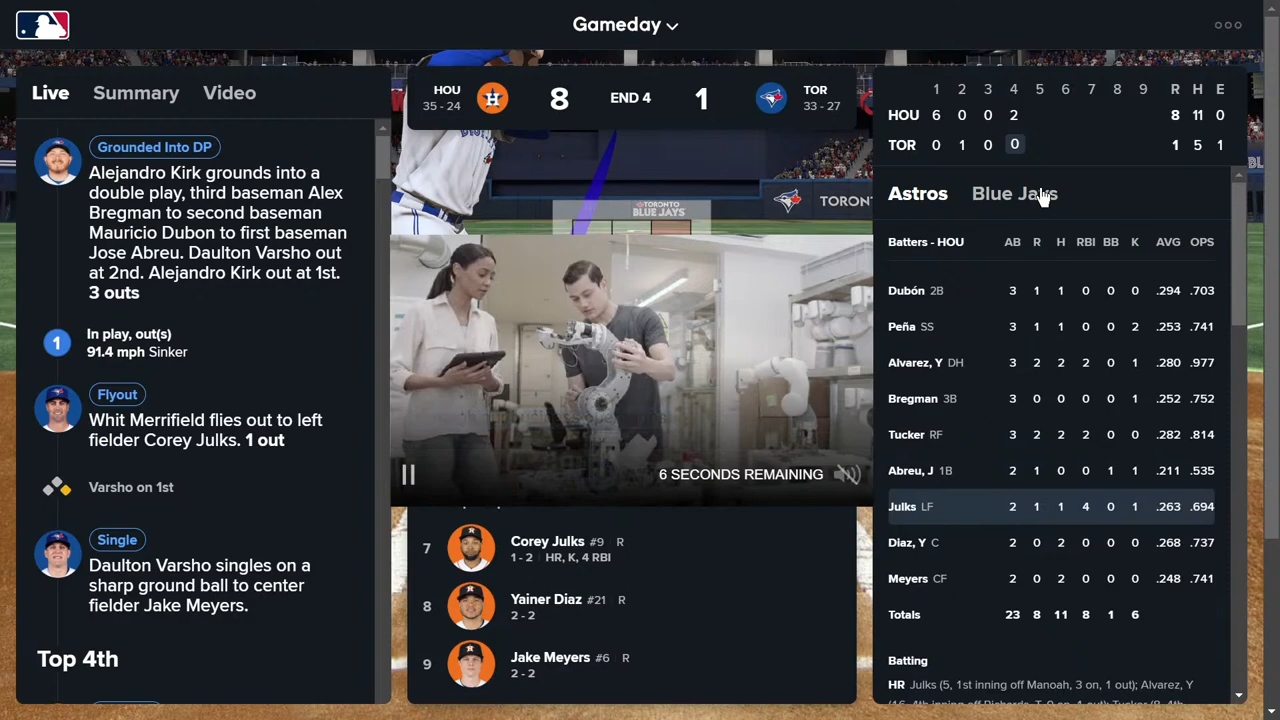 Gameday
Live Summary Video
Grounded Into DP
Alejandro Kirk grounds into a
double play, third baseman Alex
Bregman to second baseman
Mauricio Dubon to first baseman
Jose Abreu. Daulton Varsho out
at 2nd. Alejandro Kirk out at 1st.
3 outs
1
In play, out(s)
91.4 mph Sinker
Flyout
Whit Merrifield flies out to left
fielder Corey Julks. 1 out
Varsho on 1st
Single
Daulton Varsho singles on a
sharp ground ball to center
fielder Jake Meyers.
Top 4th
HOU
35 - 24
8
END 4
1
TOR
33 - 27
TORONTO
BLUE JAYS
TORONT
6 SECONDS REMAINING
7 Corey Julks #9 R
1 - 2 HR, K, 4 RBI
8 Yainer Diaz #21 R
2 - 2
9 Jake Meyers #6 R
2 - 2
1 2 3 4 5 6 7 8 9 R H E
HOU 6 0 0 2 8 11 0
TOR 0 1 0 0 1 5 1
Astros Blue Jays
Batters - HOU AB R H RBI BB K AVG OPS
Dubón 2B 3 1 1 0 0 0 .294 .703
Peña SS 3 1 1 0 0 2 .253 .741
Alvarez, Y DH 3 2 2 2 0 1 .280 .977
Bregman 3B 3 0 0 0 0 1 .252 .752
Tucker RF 3 2 2 2 0 0 .282 .814
Abreu, J 1B 2 1 0 0 1 1 .211 .535
Julks LF 2 1 1 4 0 1 .263 .694
Diaz, Y C 2 0 2 0 0 0 .268 .737
Meyers CF 2 0 2 0 0 0 .248 .741
Totals 23 8 11 8 1 6
Batting
HR Julks (5, 1st inning off Manoah, 3 on, 1 out); Alvarez, Y